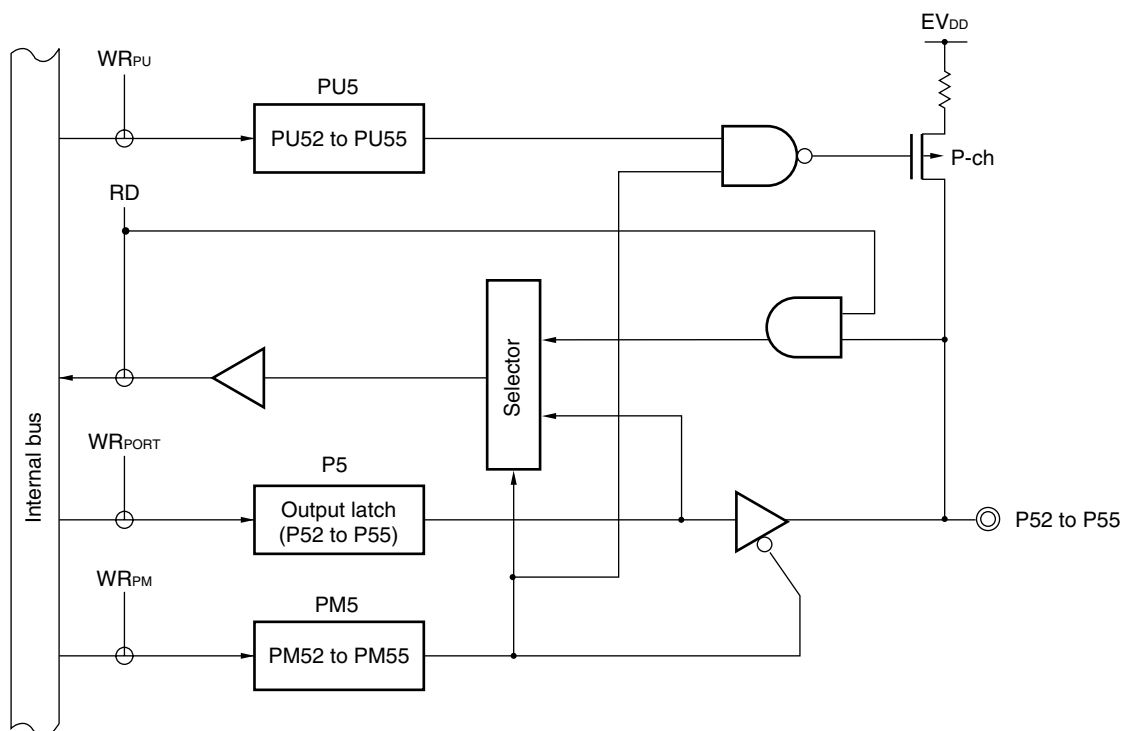 EVDD
WRPU
PU5
PU52 to PU55
P-ch
RD
Selector
Internal bus
WRPORT
P5
Output latch
(P52 to P55)
P52 to P55
WRPM
PM5
PM52 to PM55